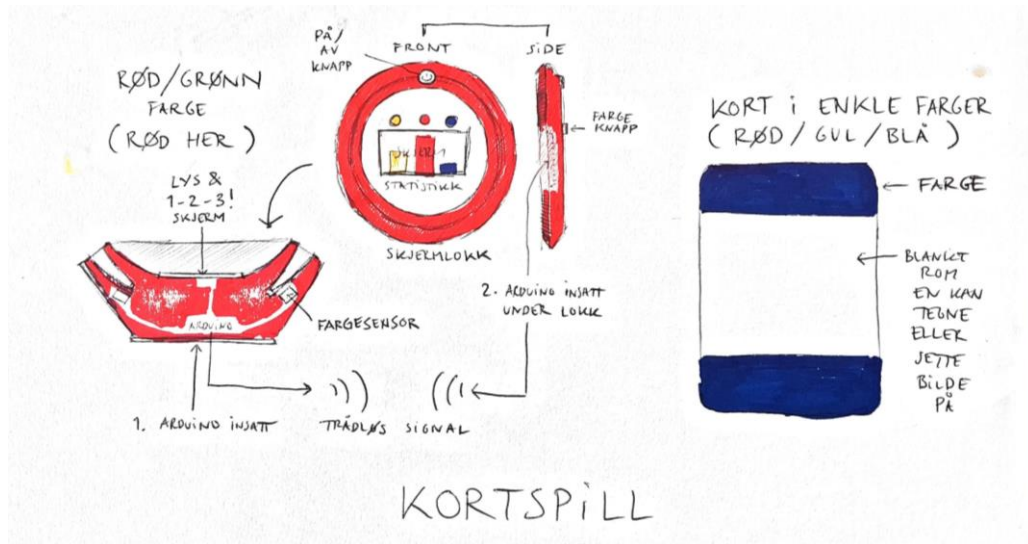 RØD/GRØNN
FARGE
(RØD HER)
PÅ/
AV
KNAPP
FRONT
SIDE
FARGE
KNAPP
SKJERM
STATISTIKK
SKJERMLOKK
LYS &
1-2-3!
SKJERM
ARDUINO
FARGESENSOR
1. ARDUINO INSATT
TRÅDLØS SIGNAL
2. ARDUINO INSATT
UNDER LOKK
KORT i ENKLE FARGER
(RØD/GUL/BLÅ)
FARGE
BLANKT
ROM
EN KAN
TEGNE
ELLER
SETTE
BILDE
PÅ
KORTSPILL